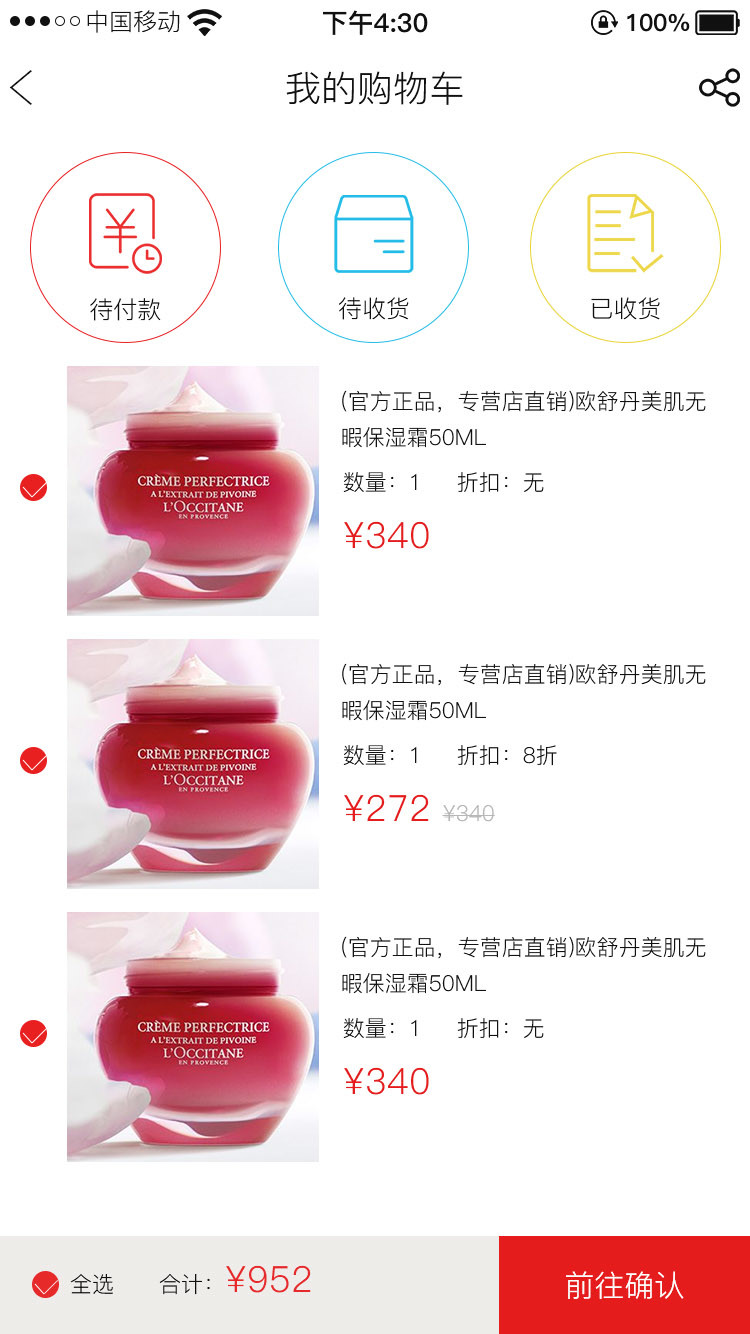 中国移动 下午4:30 100%
我的购物车
¥
待付款 待收货 已收货
(官方正品，专营店直销)欧舒丹美肌无
暇保湿霜50ML
数量：1 折扣：无
¥340
CRÈME PERFECTRICE
A L'EXTRAIT DE PIVOINE
L'OCCITANE
EN PROVENCE
(官方正品，专营店直销)欧舒丹美肌无
暇保湿霜50ML
数量：1 折扣：8折
¥272 ¥340
CRÈME PERFECTRICE
A L'EXTRAIT DE PIVOINE
L'OCCITANE
EN PROVENCE
(官方正品，专营店直销)欧舒丹美肌无
暇保湿霜50ML
数量：1 折扣：无
¥340
CRÈME PERFECTRICE
A L'EXTRAIT DE PIVOINE
L'OCCITANE
EN PROVENCE
全选 合计：¥952 前往确认